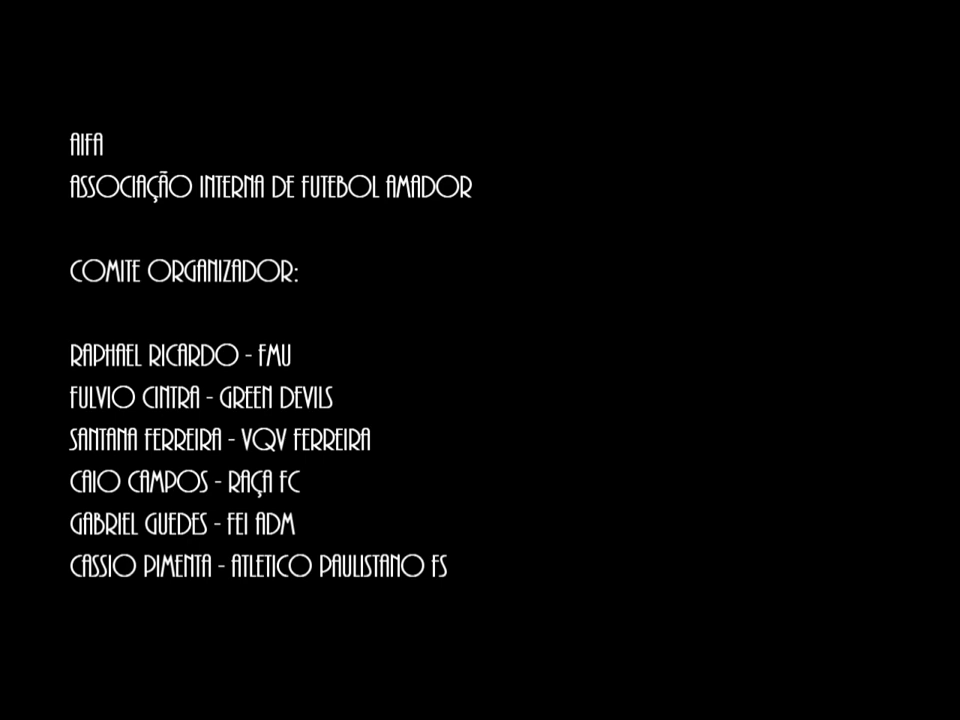 AIFA
ASSOCIAÇÃO INTERNA DE FUTEBOL AMADOR
COMITE ORGANIZADOR:
RAPHAEL RICARDO - FMU
FULVIO CINTRA - GREEN DEVILS
SANTANA FERREIRA - VQV FERREIRA
CAIO CAMPOS - RAÇA FC
GABRIEL GUEDES - FEI ADM
CASSIO PIMENTA - ATLETICO PAULISTANO FS